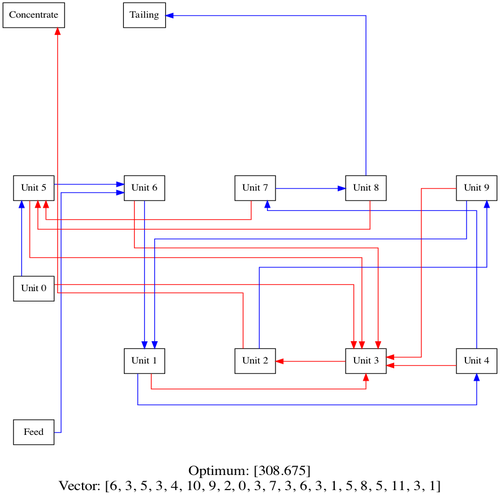 Concentrate Tailing
Unit 5 Unit 6 Unit 7 Unit 8 Unit 9
Unit 0
Unit 1 Unit 2 Unit 3 Unit 4
Feed
Optimum: [308.675]
Vector: [6, 3, 5, 3, 4, 10, 9, 2, 0, 3, 7, 3, 6, 3, 1, 5, 8, 5, 11, 3, 1]